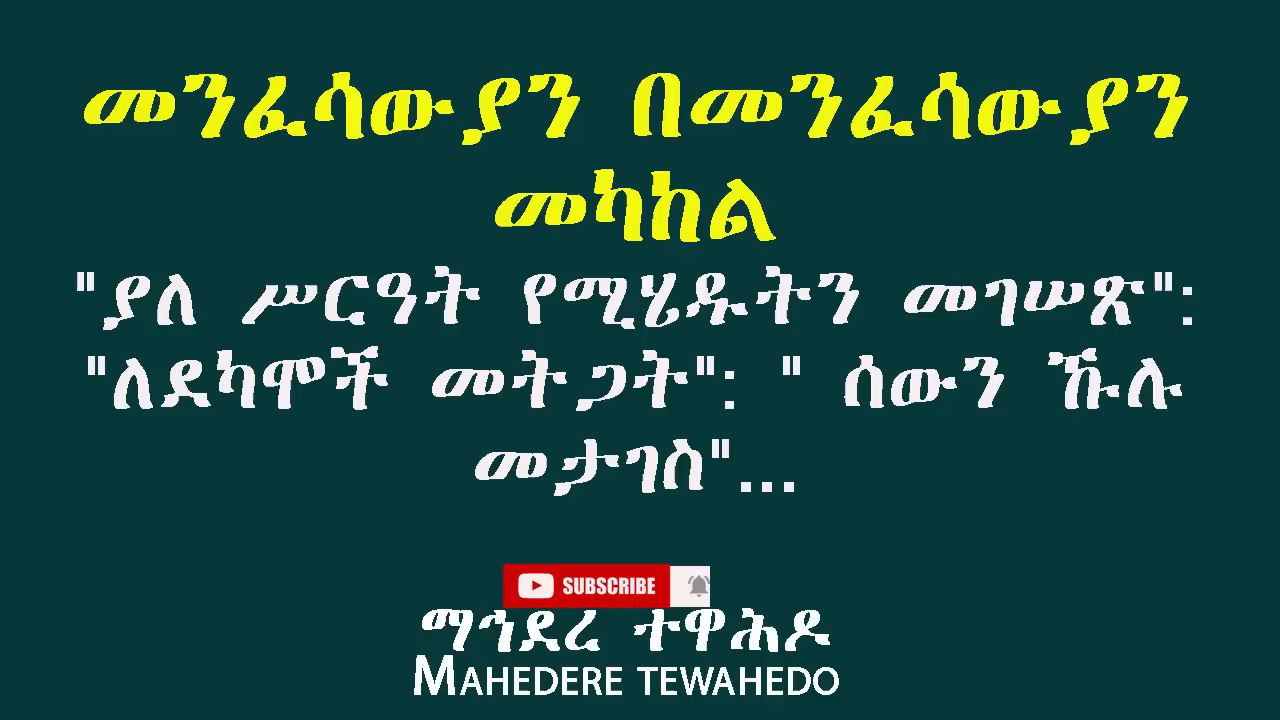 መንፈሳውያን በመንፈሳውያን
መካከል
"ያለ ሥርዓት የሚሄዱትን መገሠጽ":
"ለደካሞች መትጋት": " ሰውን ኹሉ
መታገስ"...
SUBSCRIBE
ማኅደረ ተዋሕዶ
MAHEDERE TEWAHEDO